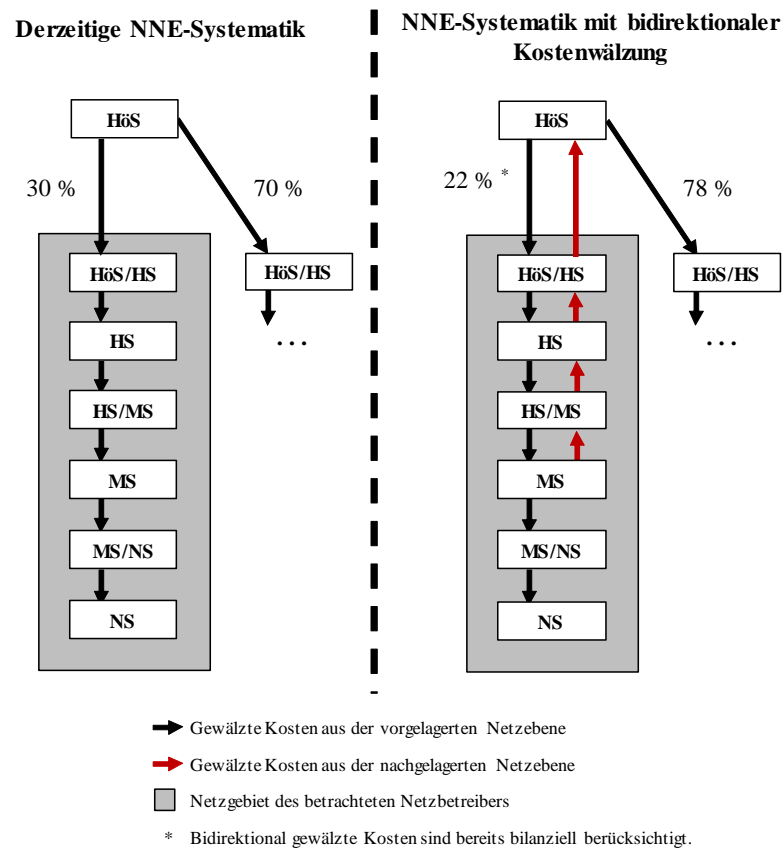 Derzeitige NNE-Systematik
HöS
30 %
70 %
HöS/HS
HöS/HS
HS
...
HS/MS
MS
MS/NS
NS
NNE-Systematik mit bidirektionaler
Kostenwälzung
HöS
22 % *
78 %
HöS/HS
HöS/HS
HS
...
HS/MS
MS
MS/NS
NS
Gewälzte Kosten aus der vorgelagerten Netzebene
Gewälzte Kosten aus der nachgelagerten Netzebene
Netzgebiet des betrachteten Netzbetreibers
* Bidirektional gewälzte Kosten sind bereits bilanziell berücksichtigt.